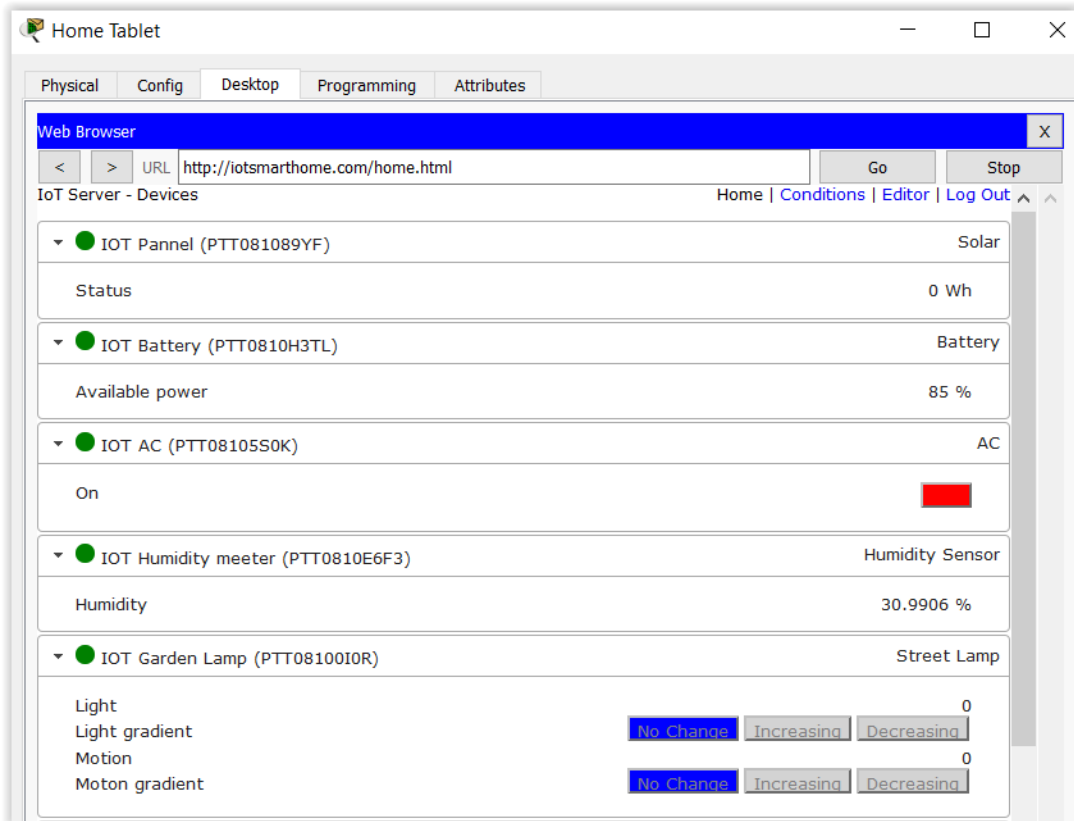 Home Tablet
Physical Config Desktop Programming Attributes
Web Browser X
< > URL http://iotsmarthome.com/home.html Go Stop
IoT Server - Devices Home | Conditions | Editor | Log Out
IOT Pannel (PTT081089YF) Solar
Status 0 Wh
IOT Battery (PTT0810H3TL) Battery
Available power 85 %
IOT AC (PTT08105S0K) AC
On
IOT Humidity meeter (PTT0810E6F3) Humidity Sensor
Humidity 30.9906 %
IOT Garden Lamp (PTT08100I0R) Street Lamp
Light 0
Light gradient No Change Increasing Decreasing
Motion 0
Moton gradient No Change Increasing Decreasing